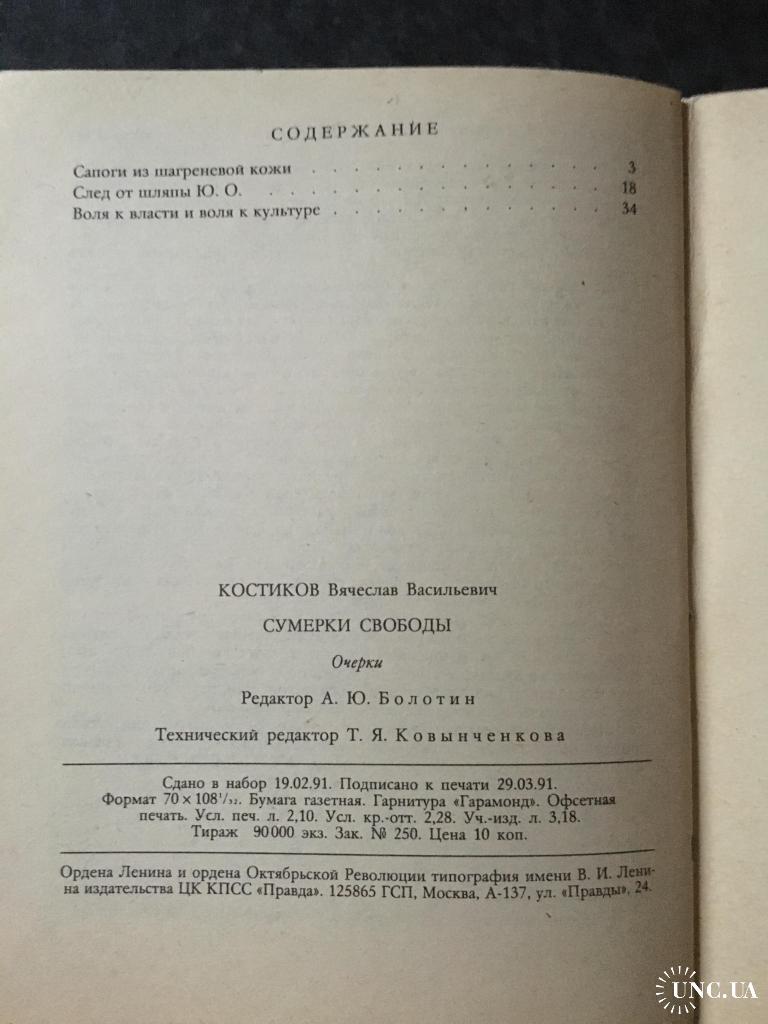 СОДЕРЖАНИЕ
Сапоги из шагреневой кожи . . . . . . . . . . . . . . 3
След от шляпы Ю. О. . . . . . . . . . . . . . . . 18
Воля к власти и воля к культуре . . . . . . . . . . . . . 34
КОСТИКОВ Вячеслав Васильевич
СУМЕРКИ СВОБОДЫ
Очерки
Редактор А. Ю. Болотин
Технический редактор Т. Я. Ковынченкова
Сдано в набор 19.02.91. Подписано к печати 29.03.91.
Формат 70 × 108¹/₃₂. Бумага газетная. Гарнитура «Гарамонд». Офсетная
печать. Усл. печ. л. 2,10. Усл. кр.-отт. 2,28. Уч.-изд. л. 3,18.
Тираж 90 000 экз. Зак. № 250. Цена 10 коп.
Ордена Ленина и ордена Октябрьской Революции типография имени В. И. Лени-
на издательства ЦК КПСС «Правда». 125865 ГСП, Москва, А-137, ул. «Правды», 24.
UNC.UA